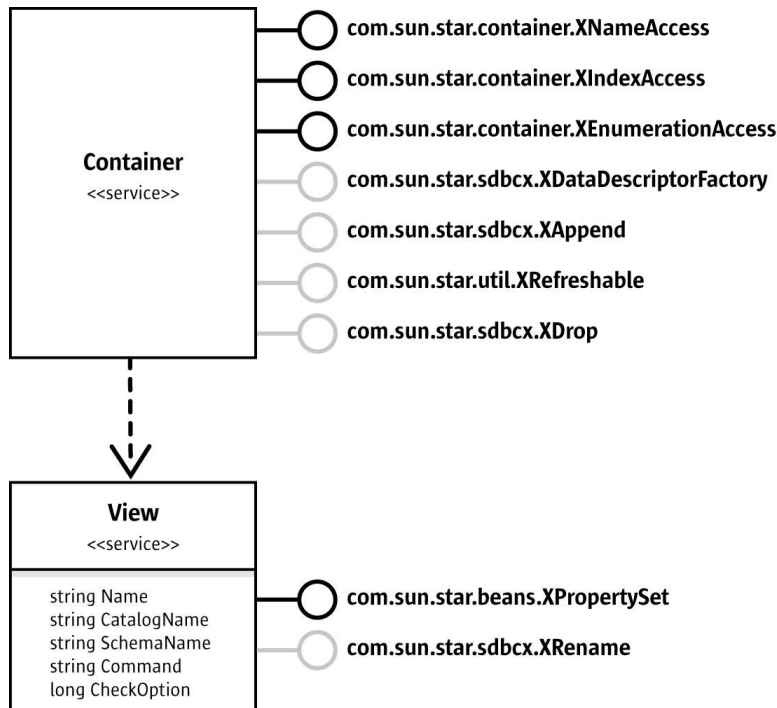 Container
<<service>>
com.sun.star.container.XNameAccess
com.sun.star.container.XIndexAccess
com.sun.star.container.XEnumerationAccess
com.sun.star.sdbcx.XDataDescriptorFactory
com.sun.star.sdbcx.XAppend
com.sun.star.util.XRefreshable
com.sun.star.sdbcx.XDrop
View
<<service>>
string Name
string CatalogName
string SchemaName
string Command
long CheckOption
com.sun.star.beans.XPropertySet
com.sun.star.sdbcx.XRename